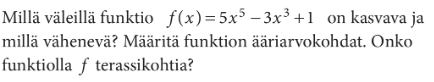 Millä väleillä funktio f(x) = 5x⁵ − 3x³ + 1 on kasvava ja
millä vähenevä? Määritä funktion ääriarvokohdat. Onko
funktiolla f terassikohtia?